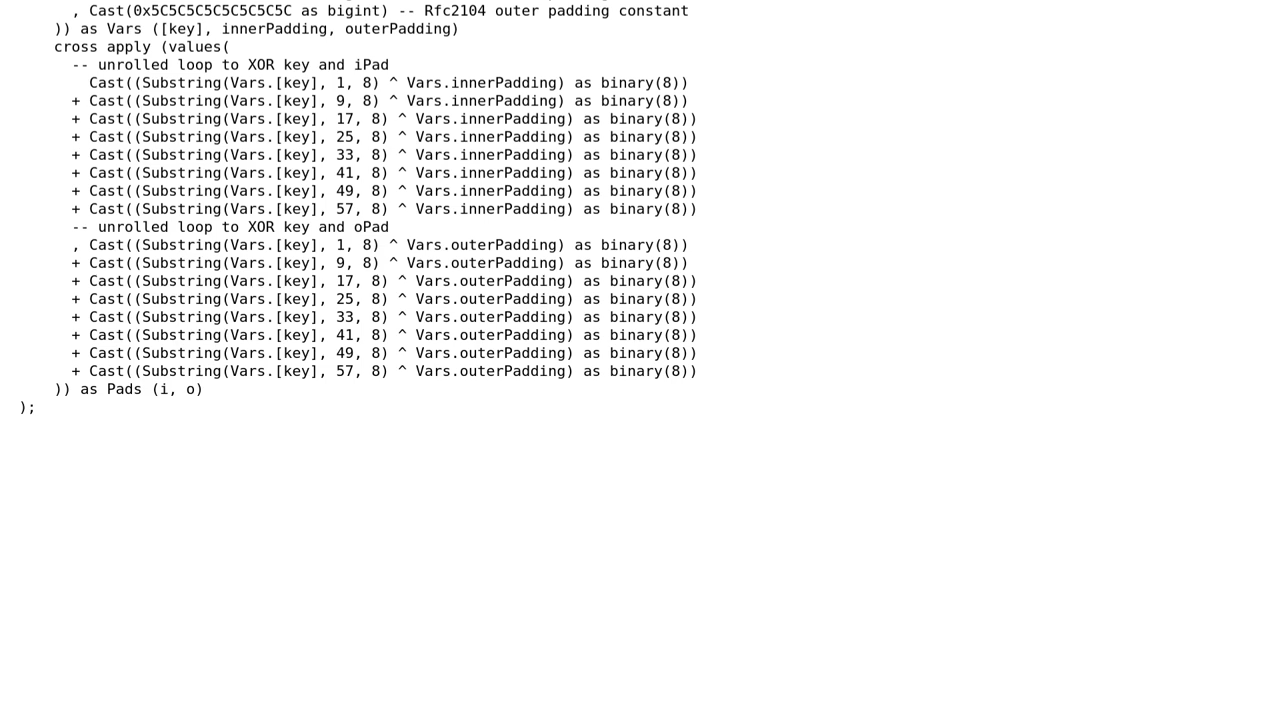 , Cast(0x5C5C5C5C5C5C5C5C as bigint) -- Rfc2104 outer padding constant
)) as Vars ([key], innerPadding, outerPadding)
cross apply (values(
-- unrolled loop to XOR key and iPad
Cast((Substring(Vars.[key], 1, 8) ^ Vars.innerPadding) as binary(8))
+ Cast((Substring(Vars.[key], 9, 8) ^ Vars.innerPadding) as binary(8))
+ Cast((Substring(Vars.[key], 17, 8) ^ Vars.innerPadding) as binary(8))
+ Cast((Substring(Vars.[key], 25, 8) ^ Vars.innerPadding) as binary(8))
+ Cast((Substring(Vars.[key], 33, 8) ^ Vars.innerPadding) as binary(8))
+ Cast((Substring(Vars.[key], 41, 8) ^ Vars.innerPadding) as binary(8))
+ Cast((Substring(Vars.[key], 49, 8) ^ Vars.innerPadding) as binary(8))
+ Cast((Substring(Vars.[key], 57, 8) ^ Vars.innerPadding) as binary(8))
-- unrolled loop to XOR key and oPad
, Cast((Substring(Vars.[key], 1, 8) ^ Vars.outerPadding) as binary(8))
+ Cast((Substring(Vars.[key], 9, 8) ^ Vars.outerPadding) as binary(8))
+ Cast((Substring(Vars.[key], 17, 8) ^ Vars.outerPadding) as binary(8))
+ Cast((Substring(Vars.[key], 25, 8) ^ Vars.outerPadding) as binary(8))
+ Cast((Substring(Vars.[key], 33, 8) ^ Vars.outerPadding) as binary(8))
+ Cast((Substring(Vars.[key], 41, 8) ^ Vars.outerPadding) as binary(8))
+ Cast((Substring(Vars.[key], 49, 8) ^ Vars.outerPadding) as binary(8))
+ Cast((Substring(Vars.[key], 57, 8) ^ Vars.outerPadding) as binary(8))
)) as Pads (i, o)
);